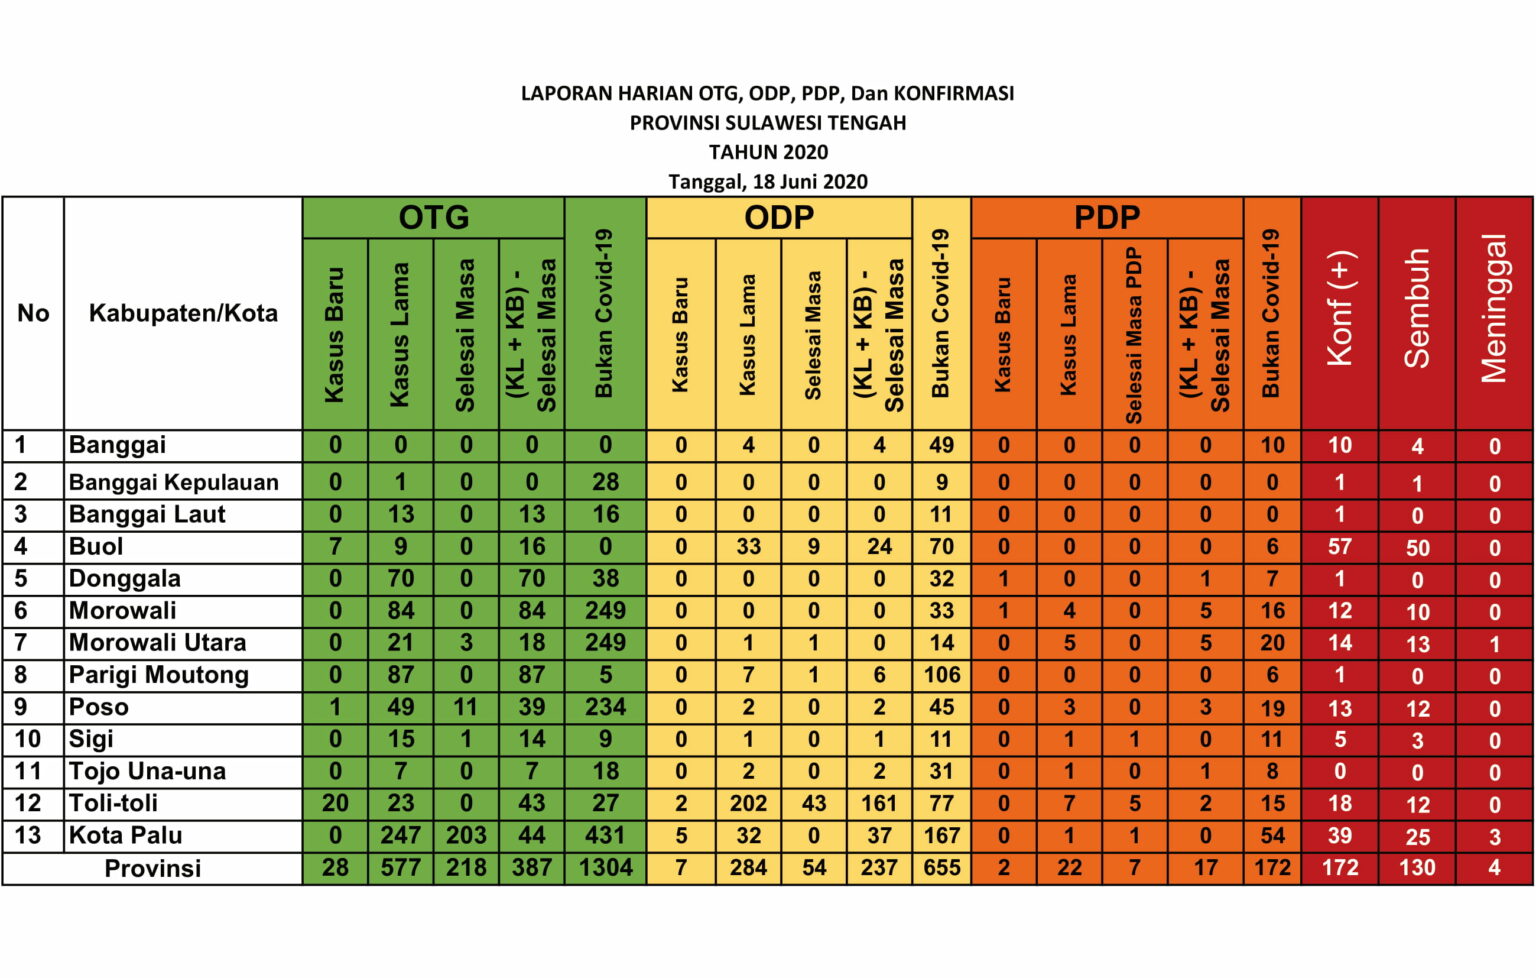 LAPORAN HARIAN OTG, ODP, PDP, Dan KONFIRMASI
PROVINSI SULAWESI TENGAH
TAHUN 2020
Tanggal, 18 Juni 2020
No Kabupaten/Kota OTG Bukan Covid-19 ODP Bukan Covid-19 PDP Bukan Covid-19 Konf (+) Sembuh Meninggal
Kasus Baru Kasus Lama Selesai Masa (KL + KB) - Selesai Masa Kasus Baru Kasus Lama Selesai Masa (KL + KB) - Selesai Masa Kasus Baru Kasus Lama Selesai Masa PDP (KL + KB) - Selesai Masa
1 Banggai 0 0 0 0 0 0 4 0 4 49 0 0 0 0 10 10 4 0
2 Banggai Kepulauan 0 1 0 0 28 0 0 0 0 9 0 0 0 0 0 1 1 0
3 Banggai Laut 0 13 0 13 16 0 0 0 0 11 0 0 0 0 0 1 0 0
4 Buol 7 9 0 16 0 0 33 9 24 70 0 0 0 0 6 57 50 0
5 Donggala 0 70 0 70 38 0 0 0 0 32 1 0 0 1 7 1 0 0
6 Morowali 0 84 0 84 249 0 0 0 0 33 1 4 0 5 16 12 10 0
7 Morowali Utara 0 21 3 18 249 0 1 1 0 14 0 5 0 5 20 14 13 1
8 Parigi Moutong 0 87 0 87 5 0 7 1 6 106 0 0 0 0 6 1 0 0
9 Poso 1 49 11 39 234 0 2 0 2 45 0 3 0 3 19 13 12 0
10 Sigi 0 15 1 14 9 0 1 0 1 11 0 1 1 0 11 5 3 0
11 Tojo Una-una 0 7 0 7 18 0 2 0 2 31 0 1 0 1 8 0 0 0
12 Toli-toli 20 23 0 43 27 2 202 43 161 77 0 7 5 2 15 18 12 0
13 Kota Palu 0 247 203 44 431 5 32 0 37 167 0 1 1 0 54 39 25 3
Provinsi 28 577 218 387 1304 7 284 54 237 655 2 22 7 17 172 172 130 4